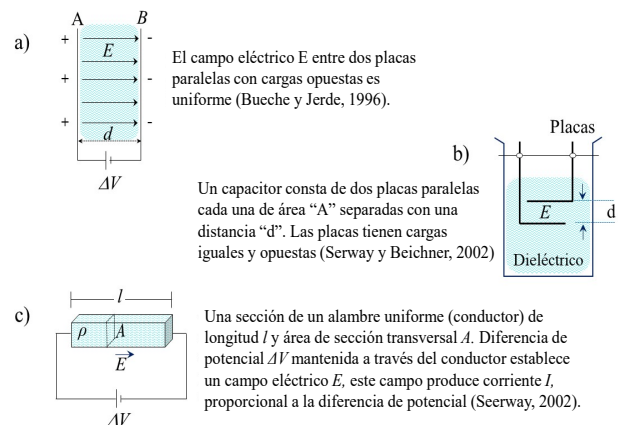 A B
a)
+ E -
+ -
+ -
d
ΔV
El campo eléctrico E entre dos placas
paralelas con cargas opuestas es
uniforme (Bueche y Jerde, 1996).
b)
Placas
E
d
Dieléctrico
Un capacitor consta de dos placas paralelas
cada una de área “A” separadas con una
distancia “d”. Las placas tienen cargas
iguales y opuestas (Serway y Beichner, 2002)
c)
l
ρ A
E
ΔV
Una sección de un alambre uniforme (conductor) de
longitud l y área de sección transversal A. Diferencia de
potencial ΔV mantenida a través del conductor establece
un campo eléctrico E, este campo produce corriente I,
proporcional a la diferencia de potencial (Seerway, 2002).